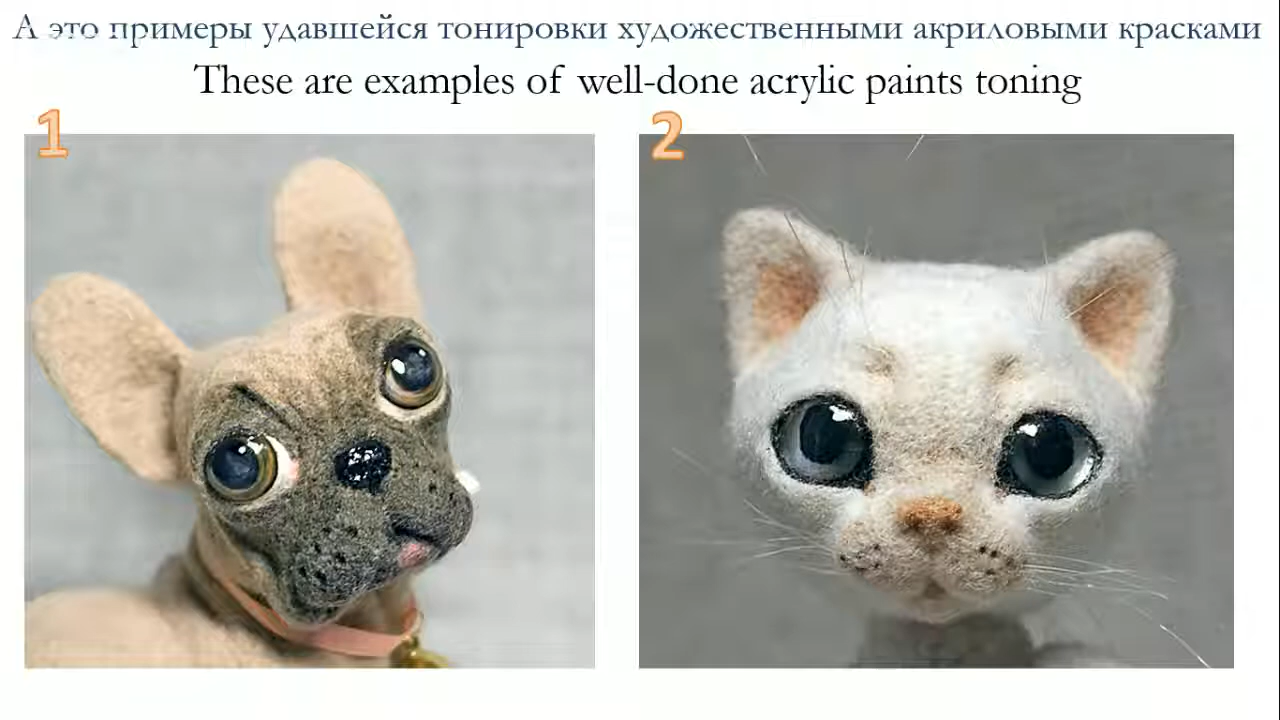 А это примеры удавшейся тонировки художественными акриловыми красками
These are examples of well-done acrylic paints toning
1
2